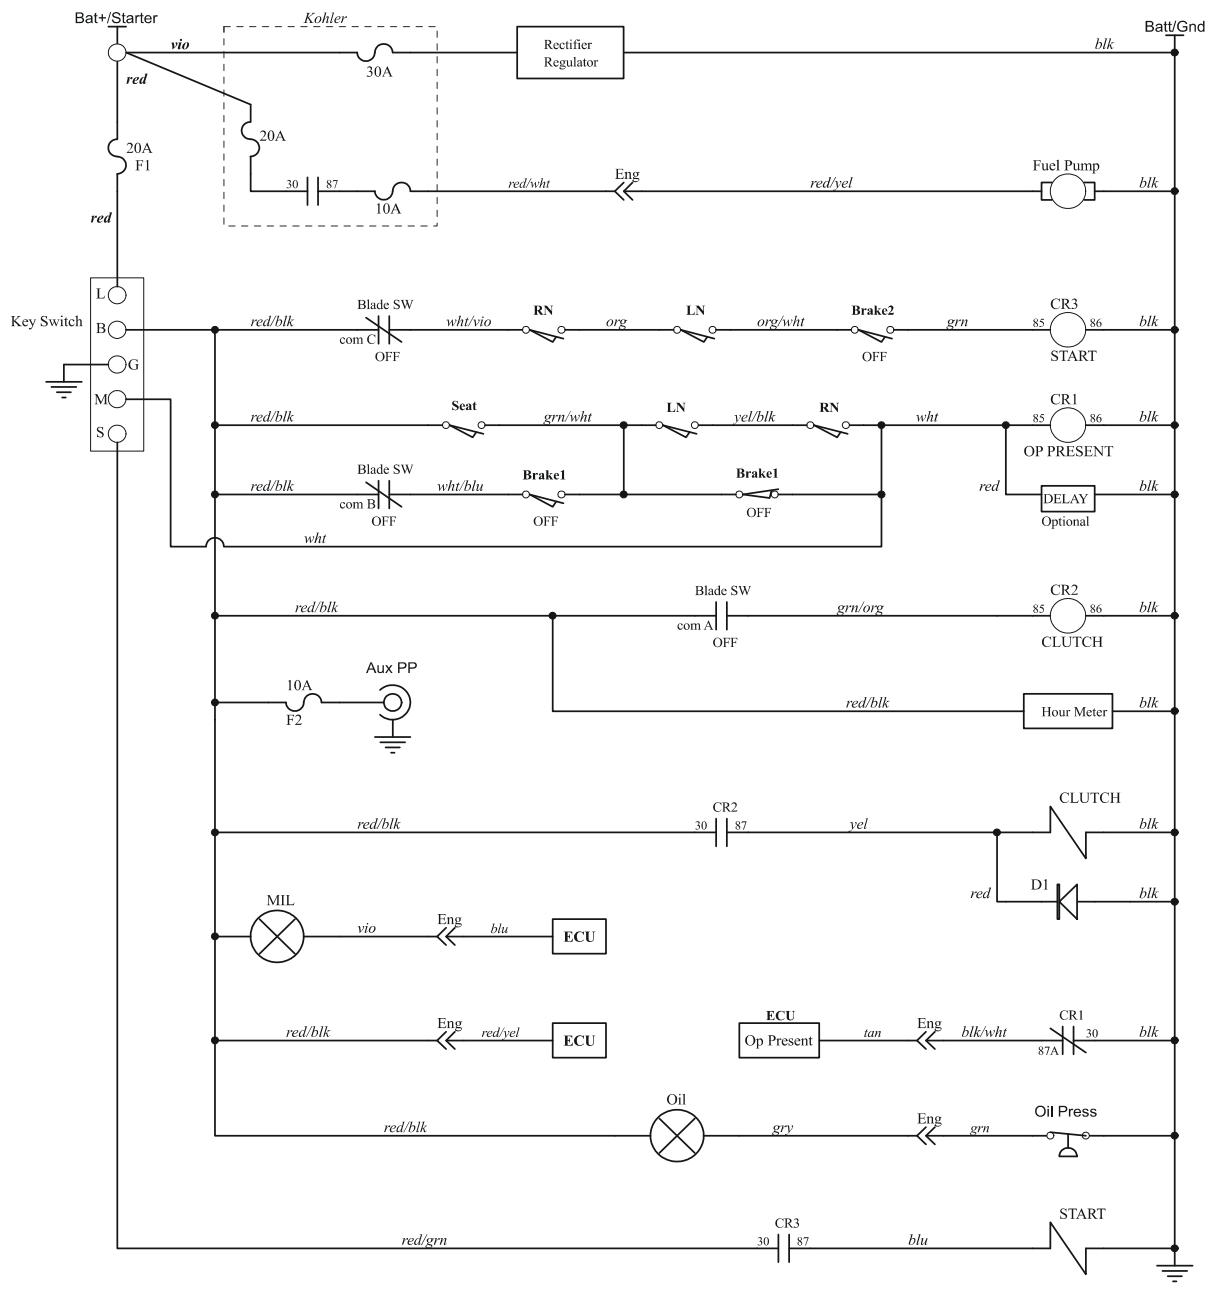 Bat+/Starter
Kohler
Batt/Gnd
vio
30A
Rectifier
Regulator
blk
red
20A
F1
20A
30
87
10A
red/wht
Eng
red/yel
Fuel Pump
blk
red
Key Switch
L
B
G
M
S
red/blk
Blade SW
com C
OFF
wht/vio
RN
org
LN
org/wht
Brake2
OFF
grn
85
CR3
86
START
blk
red/blk
Seat
grn/wht
LN
yel/blk
RN
wht
85
CR1
86
OP PRESENT
blk
red/blk
Blade SW
com B
OFF
wht/blu
Brake1
OFF
Brake1
OFF
red
DELAY
Optional
blk
wht
red/blk
Blade SW
com A
OFF
grn/org
85
CR2
86
CLUTCH
blk
10A
F2
Aux PP
red/blk
Hour Meter
blk
red/blk
CR2
30
87
yel
CLUTCH
blk
red
D1
blk
MIL
vio
Eng
blu
ECU
red/blk
Eng
red/yel
ECU
ECU
Op Present
tan
Eng
blk/wht
CR1
87A
30
blk
red/blk
Oil
gry
Eng
grn
Oil Press
red/grn
CR3
30
87
blu
START